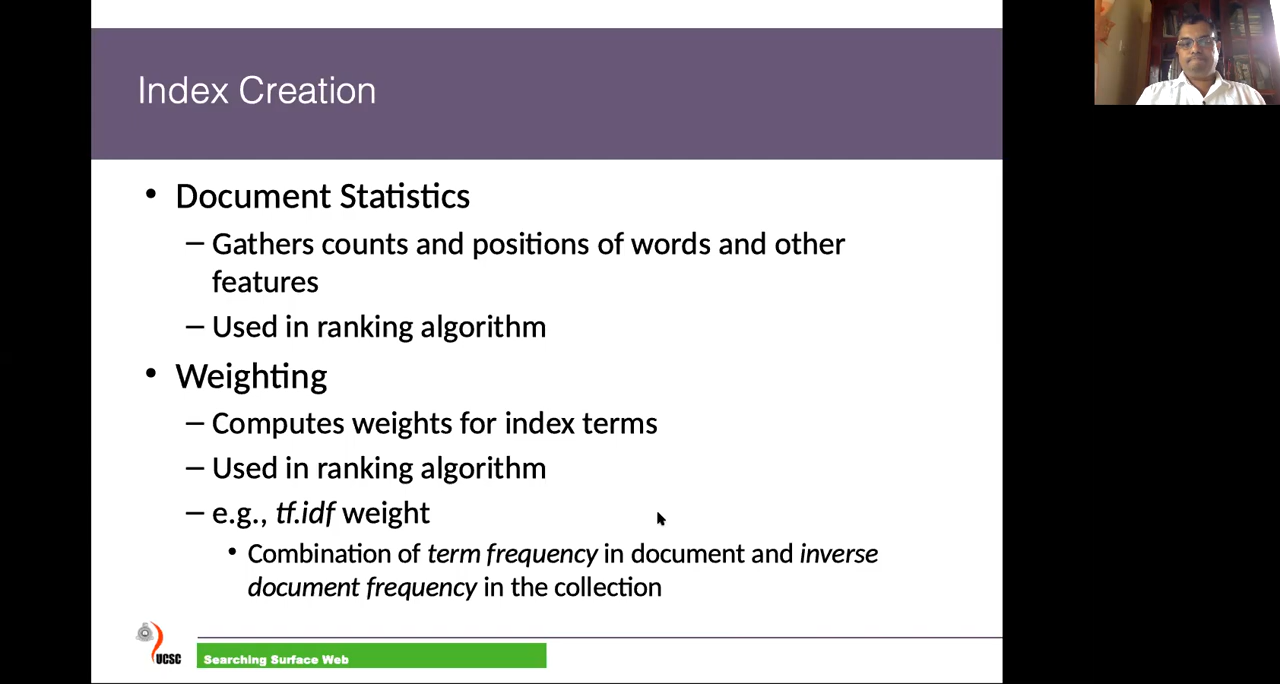 Index Creation
• Document Statistics
– Gathers counts and positions of words and other
features
– Used in ranking algorithm
• Weighting
– Computes weights for index terms
– Used in ranking algorithm
– e.g., tf.idf weight
• Combination of term frequency in document and inverse
document frequency in the collection
UCSC
Searching Surface Web